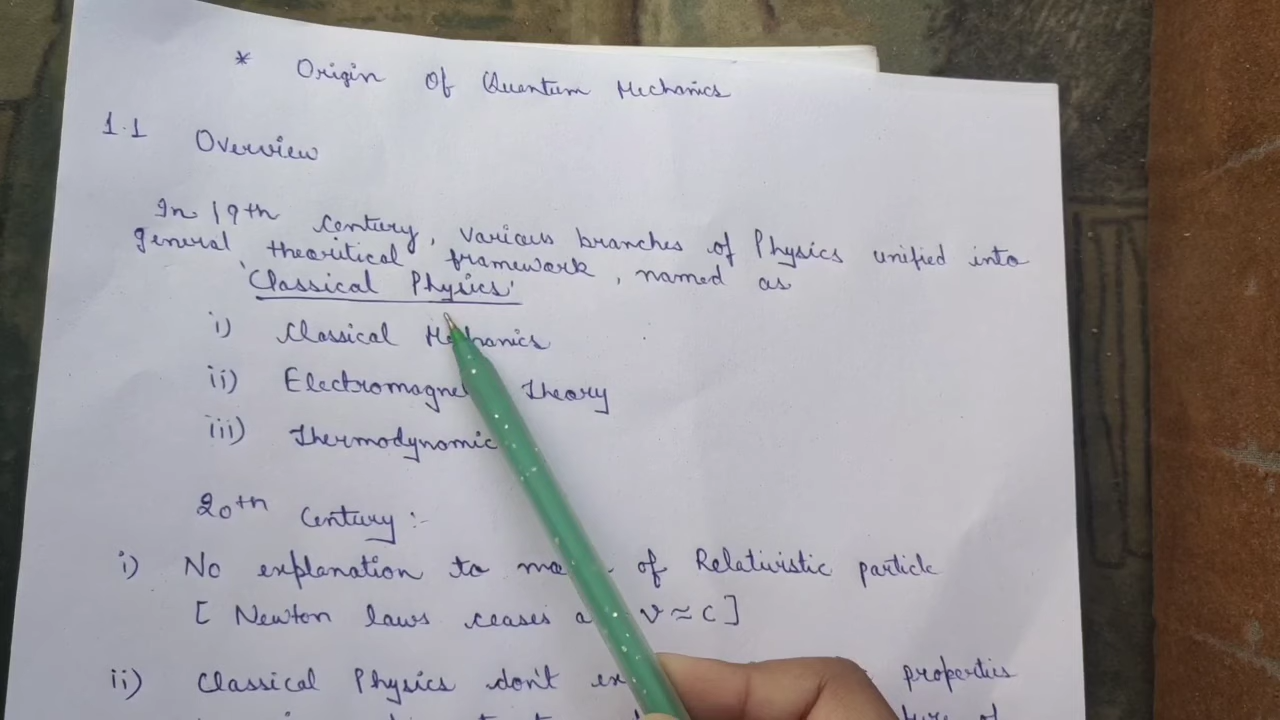 * Origin Of Quantum Mechanics
1.1 Overview
In 19th Century, various branches of Physics unified into
general theoritical framework, named as
'Classical Physics'
i) Classical Mechanics
ii) Electromagne Theory
iii) Thermodynamic
20th Century :-
i) No explanation to of Relativistic particle
[ Newton laws ceases v ≈ c ]
ii) Classical Physics don't properties
of